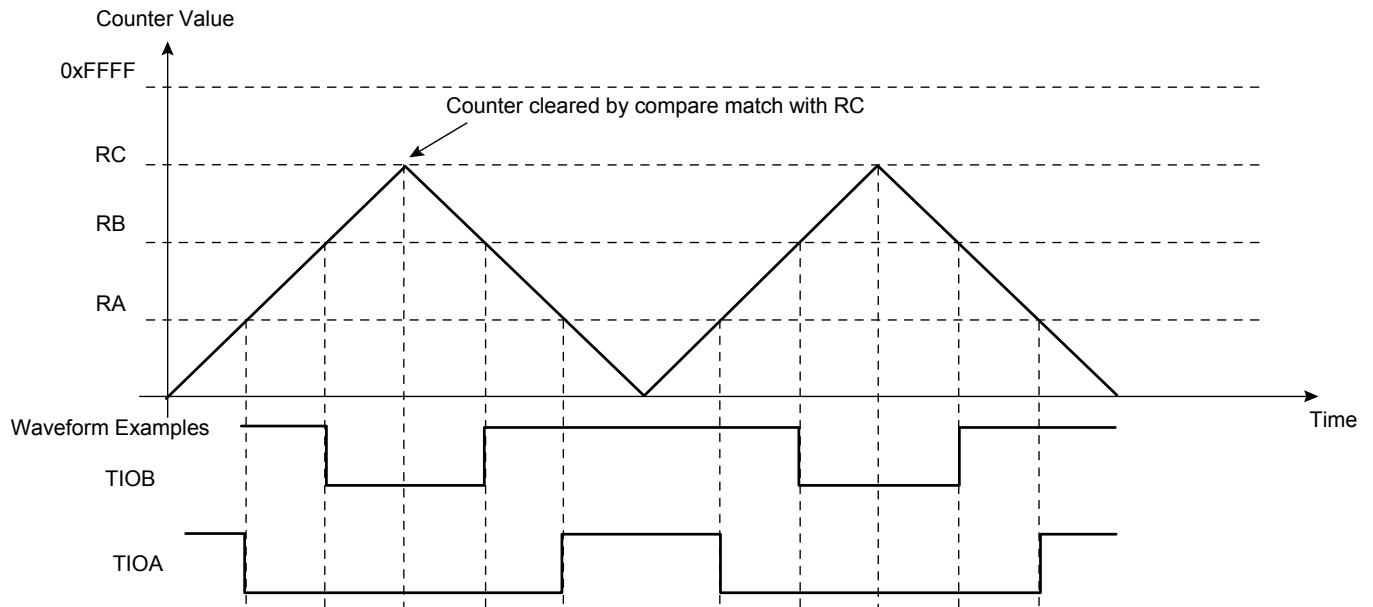 Counter Value
0xFFFF
Counter cleared by compare match with RC
RC
RB
RA
Time
Waveform Examples
TIOB
TIOA